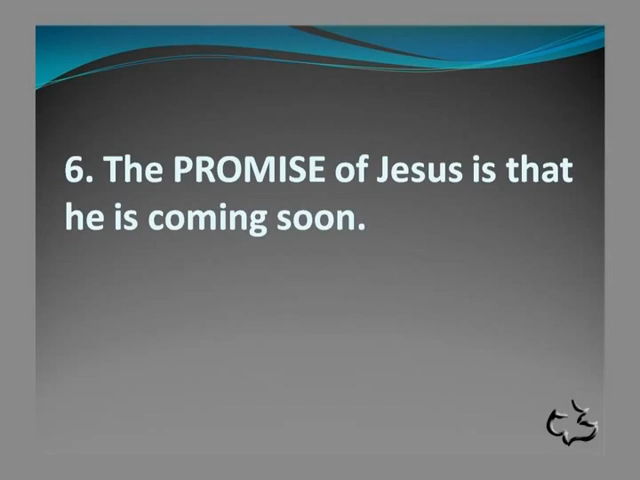 6. The PROMISE of Jesus is that
he is coming soon.